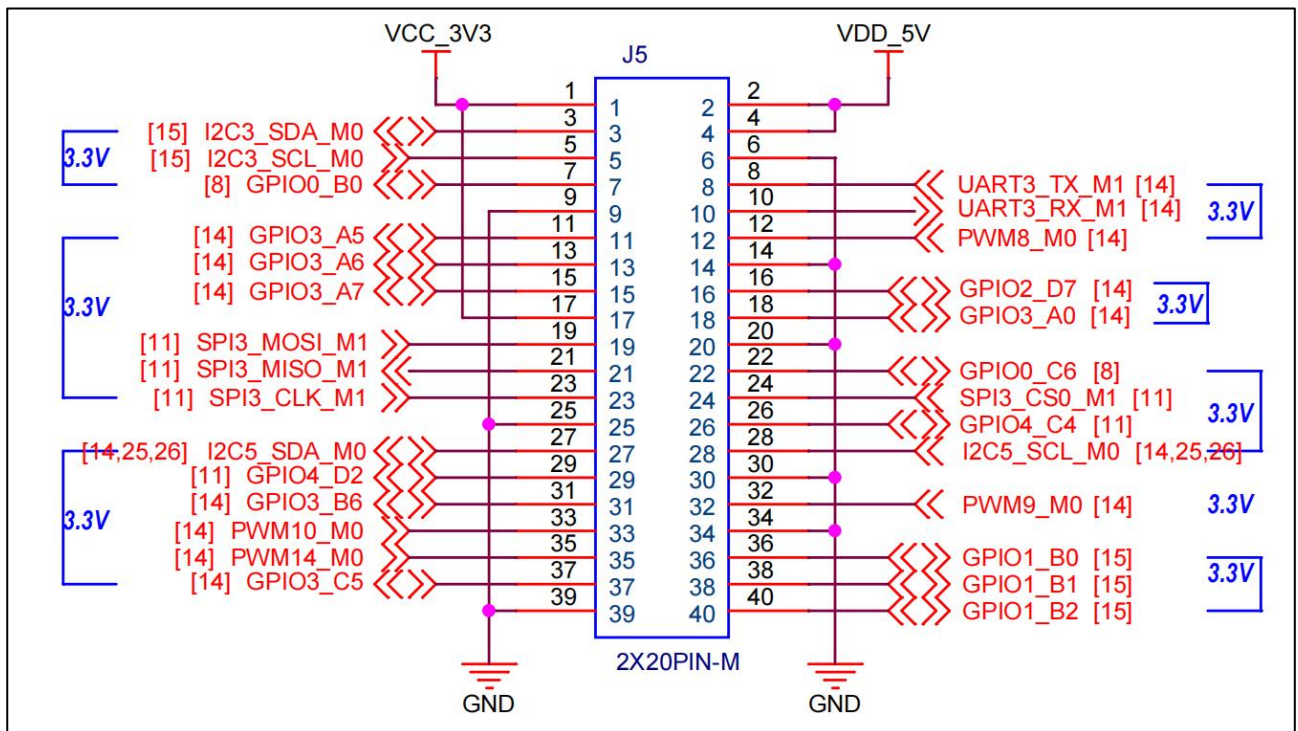 VCC_3V3 VDD_5V
J5
1 1 2 2
[15] I2C3_SDA_M0 3 3 4 4
3.3V [15] I2C3_SCL_M0 5 5 6 6
[8] GPIO0_B0 7 7 8 8 UART3_TX_M1 [14]
9 9 10 10 UART3_RX_M1 [14] 3.3V
[14] GPIO3_A5 11 11 12 12 PWM8_M0 [14]
[14] GPIO3_A6 13 13 14 14
[14] GPIO3_A7 15 15 16 16 GPIO2_D7 [14]
3.3V 17 17 18 18 GPIO3_A0 [14] 3.3V
[11] SPI3_MOSI_M1 19 19 20 20
[11] SPI3_MISO_M1 21 21 22 22 GPIO0_C6 [8]
[11] SPI3_CLK_M1 23 23 24 24 SPI3_CS0_M1 [11]
25 25 26 26 GPIO4_C4 [11] 3.3V
[14,25,26] I2C5_SDA_M0 27 27 28 28 I2C5_SCL_M0 [14,25,26]
[11] GPIO4_D2 29 29 30 30
[14] GPIO3_B6 31 31 32 32 PWM9_M0 [14] 3.3V
3.3V [14] PWM10_M0 33 33 34 34
[14] PWM14_M0 35 35 36 36 GPIO1_B0 [15]
[14] GPIO3_C5 37 37 38 38 GPIO1_B1 [15] 3.3V
39 39 40 40 GPIO1_B2 [15]
2X20PIN-M
GND GND